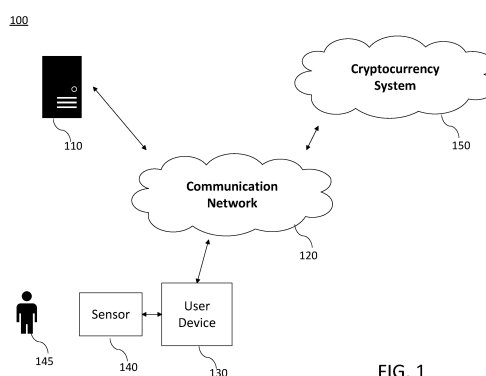 100
Cryptocurrency
System
110
150
Communication
Network
120
User
Device
Sensor
145
140
130
FIG. 1